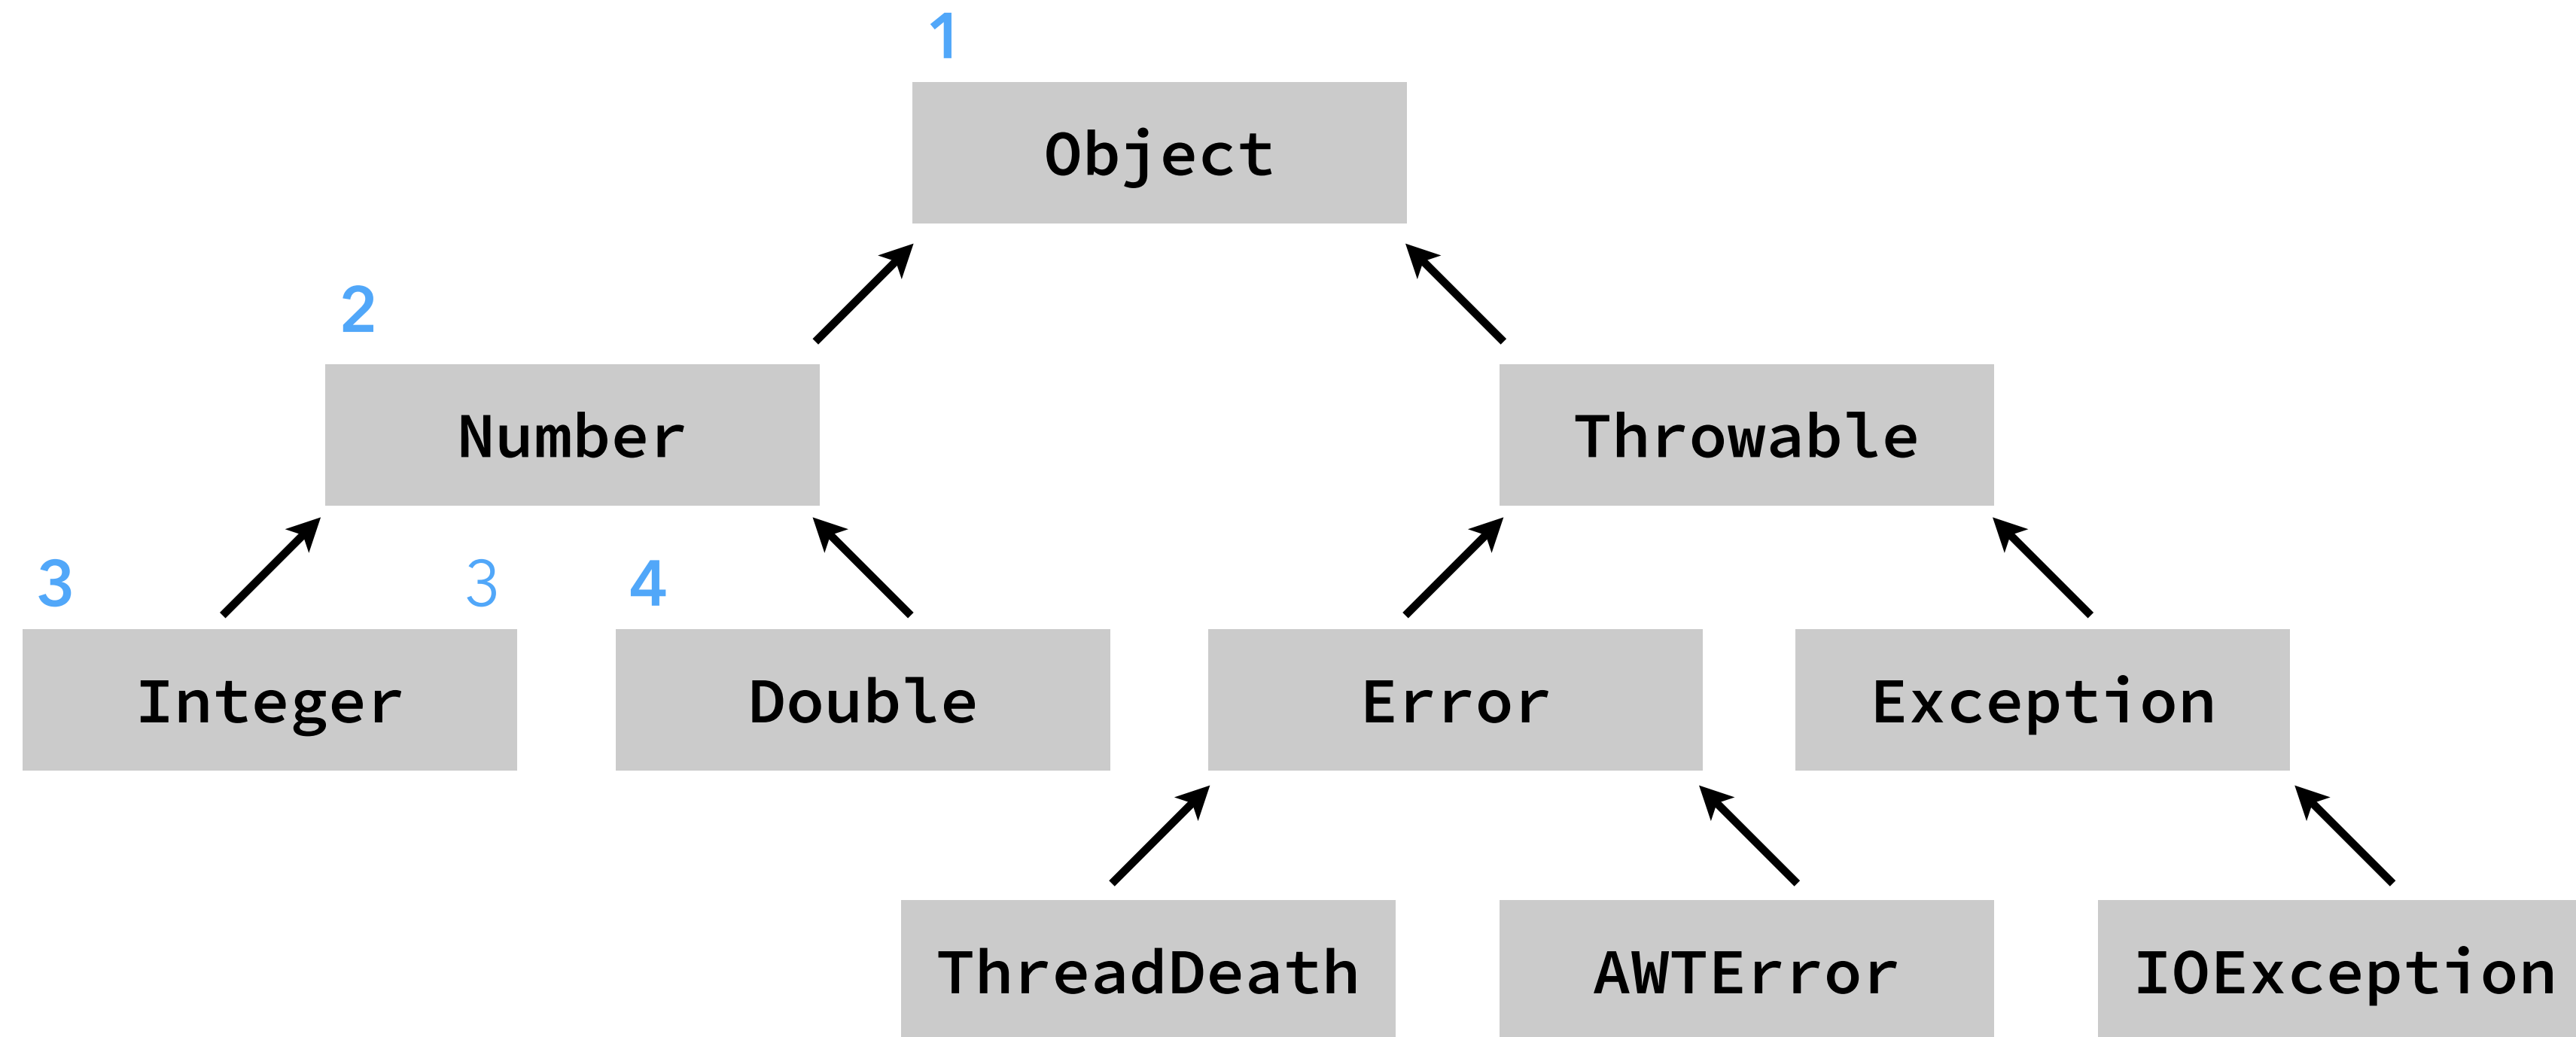 1
Object
2
Number Throwable
3 3 4
Integer Double Error Exception
ThreadDeath AWTError IOException